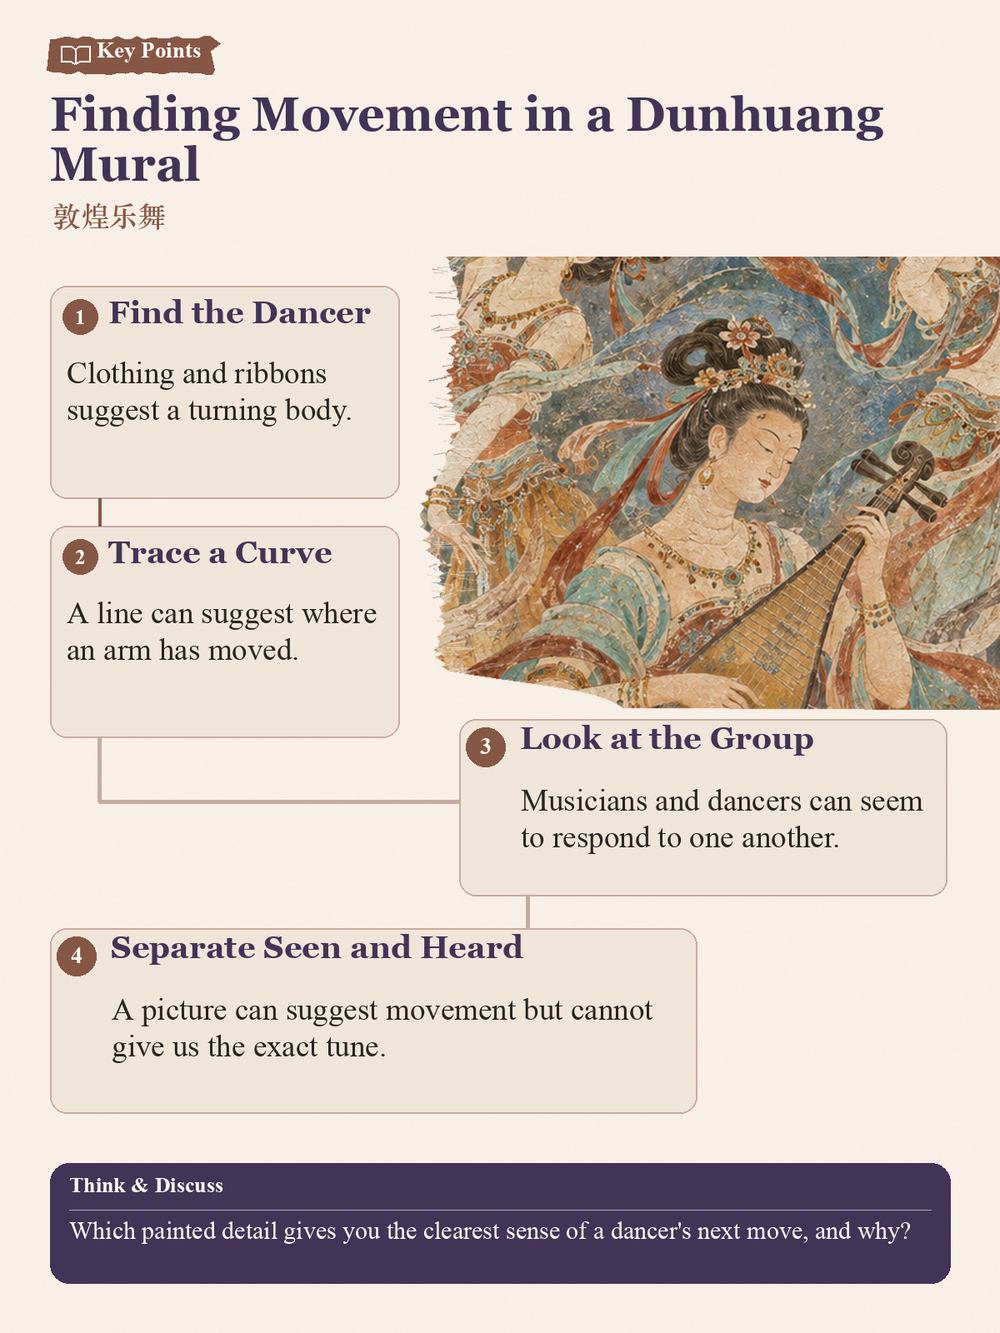 Key Points
Finding Movement in a Dunhuang
Mural
敦煌乐舞
1 Find the Dancer
Clothing and ribbons
suggest a turning body.
2 Trace a Curve
A line can suggest where
an arm has moved.
3 Look at the Group
Musicians and dancers can seem
to respond to one another.
4 Separate Seen and Heard
A picture can suggest movement but cannot
give us the exact tune.
Think & Discuss
Which painted detail gives you the clearest sense of a dancer's next move, and why?